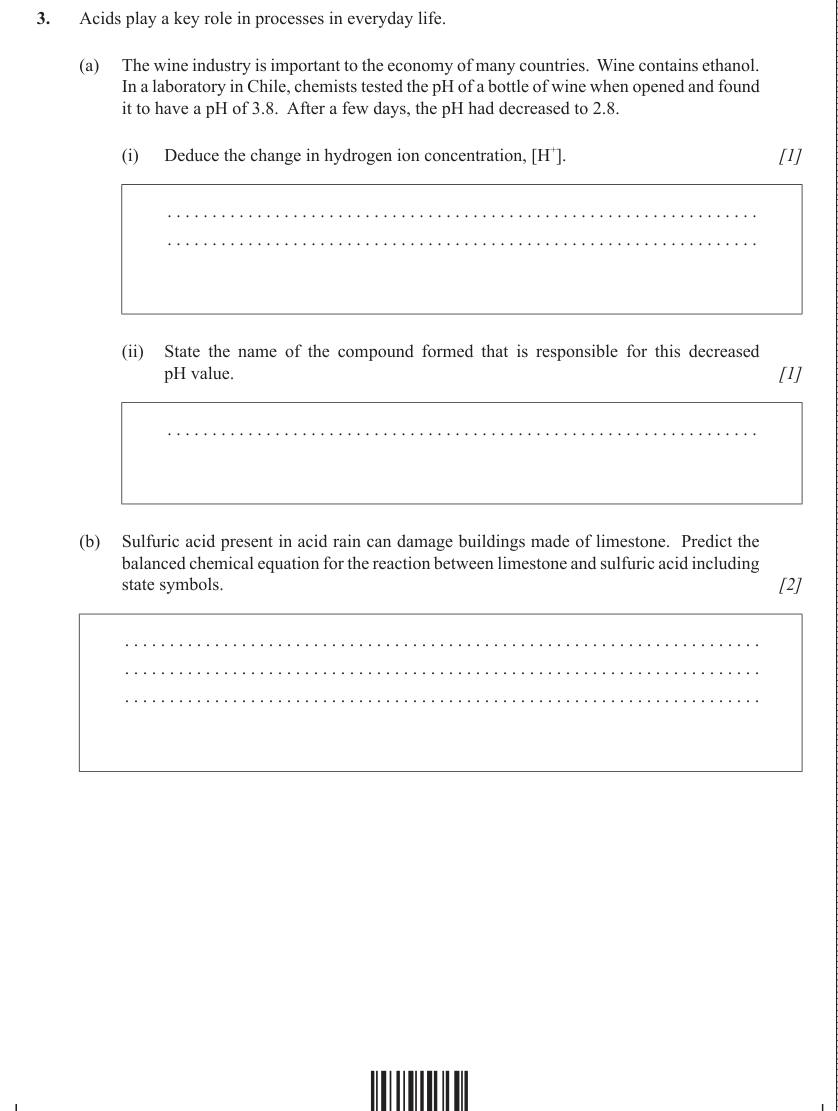 3. Acids play a key role in processes in everyday life.
(a) The wine industry is important to the economy of many countries. Wine contains ethanol.
In a laboratory in Chile, chemists tested the pH of a bottle of wine when opened and found
it to have a pH of 3.8. After a few days, the pH had decreased to 2.8.
(i) Deduce the change in hydrogen ion concentration, [H⁺]. [1]
(ii) State the name of the compound formed that is responsible for this decreased
pH value. [1]
(b) Sulfuric acid present in acid rain can damage buildings made of limestone. Predict the
balanced chemical equation for the reaction between limestone and sulfuric acid including
state symbols. [2]